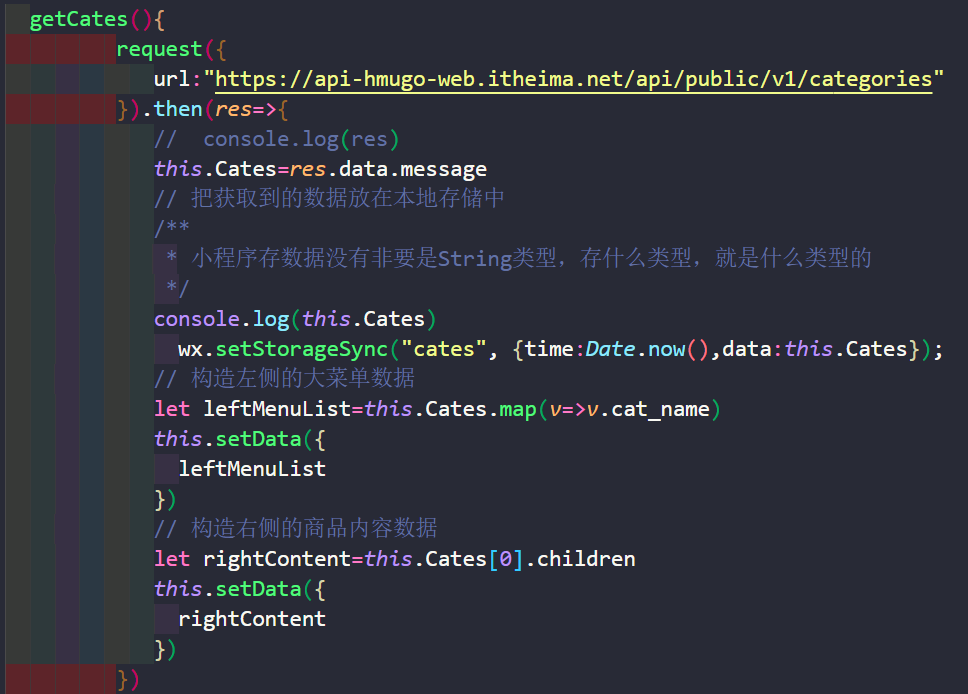 getCates(){
request({
url:"https://api-hmugo-web.itheima.net/api/public/v1/categories"
}).then(res=>{
//  console.log(res)
this.Cates=res.data.message
// 把获取到的数据放在本地存储中
/**
* 小程序存数据没有非要是String类型，存什么类型，就是什么类型的
*/
console.log(this.Cates)
wx.setStorageSync("cates", {time:Date.now(),data:this.Cates});
// 构造左侧的大菜单数据
let leftMenuList=this.Cates.map(v=>v.cat_name)
this.setData({
leftMenuList
})
// 构造右侧的商品内容数据
let rightContent=this.Cates[0].children
this.setData({
rightContent
})
})